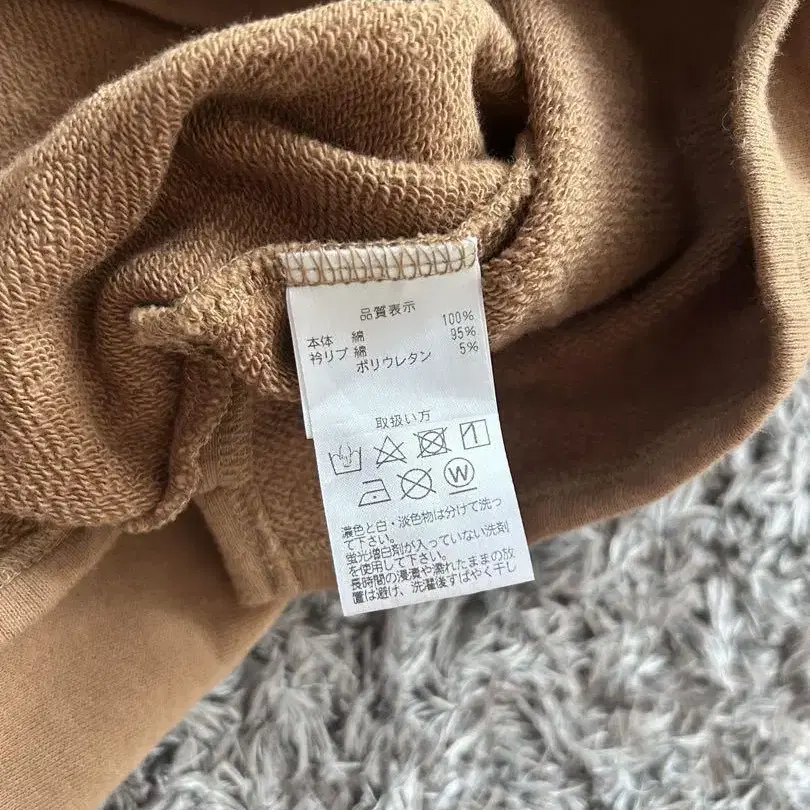 品質表示
本体 綿 100%
衿リブ 綿 95%
ポリウレタン 5%
取扱い方
W
濃色と白・淡色物は分けて洗っ
て下さい。
蛍光増白剤が入っていない洗剤
を使用して下さい。
長時間の浸漬や濡れたままの放
置は避け、洗濯後すばやく干し